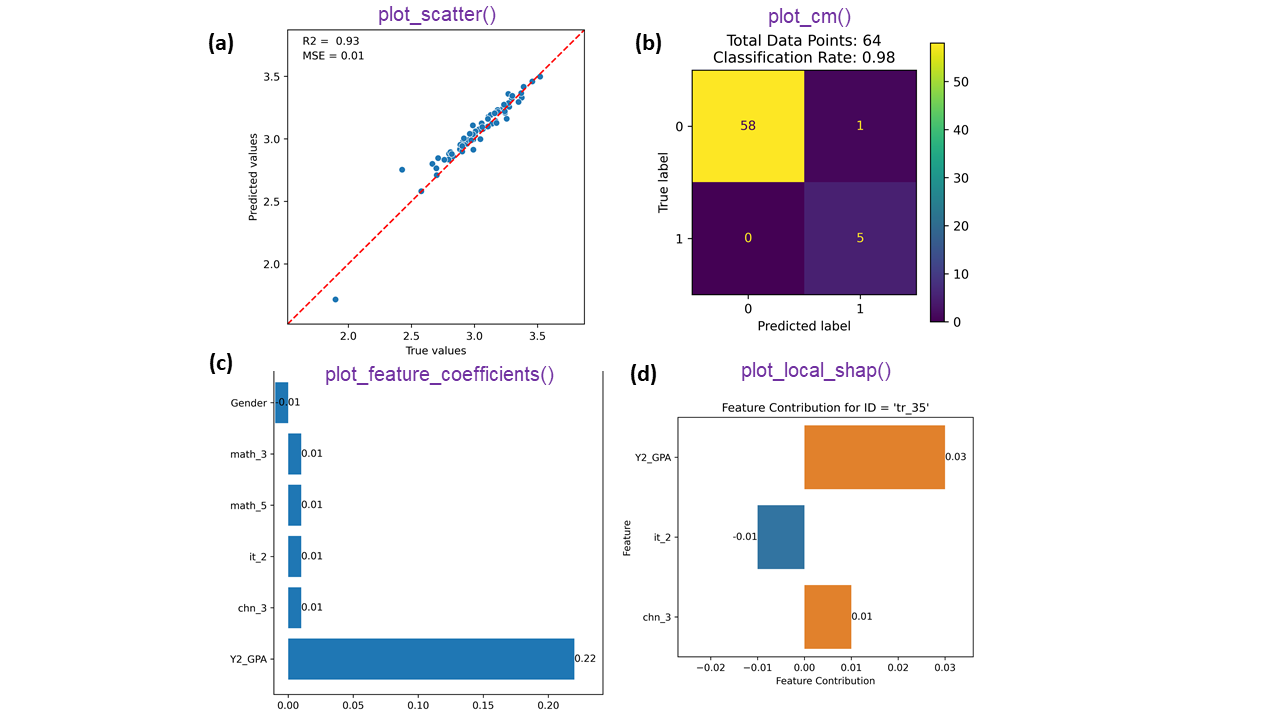 plot_scatter()
(a)
R2 = 0.93
MSE = 0.01
3.5
3.0
2.5
2.0
Predicted values
2.0 2.5 3.0 3.5
True values
plot_cm()
(b)
Total Data Points: 64
Classification Rate: 0.98
0
1
True label
58 1
0 5
0 1
Predicted label
50
40
30
20
10
0
(c)
plot_feature_coefficients()
Gender -0.01
math_3 0.01
math_5 0.01
it_2 0.01
chn_3 0.01
Y2_GPA 0.22
0.00 0.05 0.10 0.15 0.20
(d)
plot_local_shap()
Feature Contribution for ID = 'tr_35'
Y2_GPA 0.03
it_2 -0.01
chn_3 0.01
Feature
−0.02 −0.01 0.00 0.01 0.02 0.03
Feature Contribution